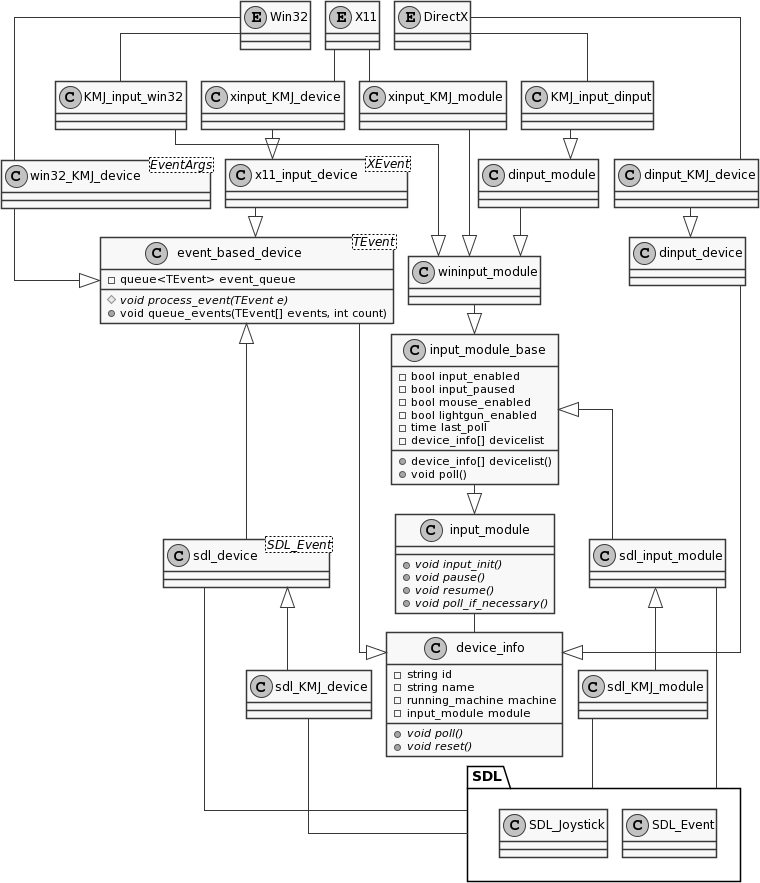 E Win32
E X11
E DirectX
C KMJ_input_win32
C xinput_KMJ_device
C xinput_KMJ_module
C KMJ_input_dinput
C win32_KMJ_device
EventArgs
C x11_input_device
XEvent
C dinput_module
C dinput_KMJ_device
C event_based_device
TEvent
queue<TEvent> event_queue
void process_event(TEvent e)
void queue_events(TEvent[] events, int count)
C wininput_module
C dinput_device
C input_module_base
bool input_enabled
bool input_paused
bool mouse_enabled
bool lightgun_enabled
time last_poll
device_info[] devicelist
device_info[] devicelist()
void poll()
C input_module
void input_init()
void pause()
void resume()
void poll_if_necessary()
C sdl_device
SDL_Event
C sdl_input_module
C device_info
string id
string name
running_machine machine
input_module module
void poll()
void reset()
C sdl_KMJ_device
C sdl_KMJ_module
SDL
C SDL_Joystick
C SDL_Event